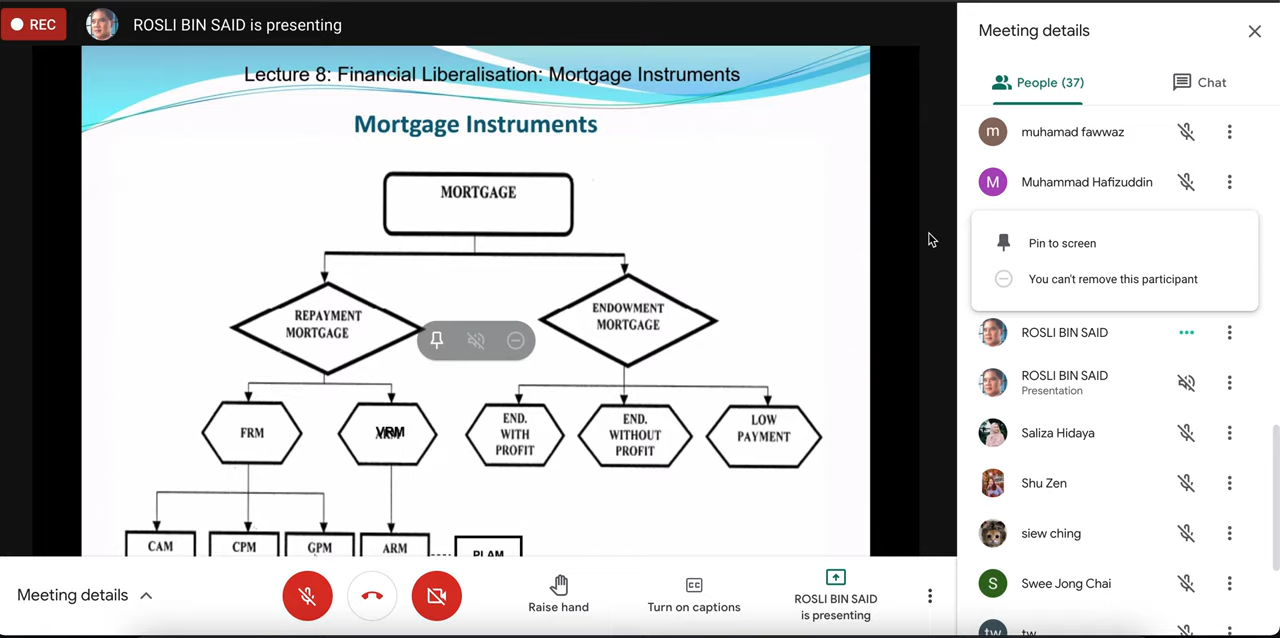 REC
ROSLI BIN SAID is presenting
Lecture 8: Financial Liberalisation: Mortgage Instruments
Mortgage Instruments
MORTGAGE
REPAYMENT
MORTGAGE
ENDOWMENT
MORTGAGE
FRM
VRM
END.
WITH
PROFIT
END.
WITHOUT
PROFIT
LOW
PAYMENT
CAM
CPM
GPM
ARM
PLAM
Meeting details
Raise hand
Turn on captions
ROSLI BIN SAID
is presenting
Meeting details
People (37)
Chat
m
muhamad fawwaz
M
Muhammad Hafizuddin
Pin to screen
You can't remove this participant
ROSLI BIN SAID
ROSLI BIN SAID
Presentation
Saliza Hidaya
Shu Zen
siew ching
S
Swee Jong Chai
tw
tw